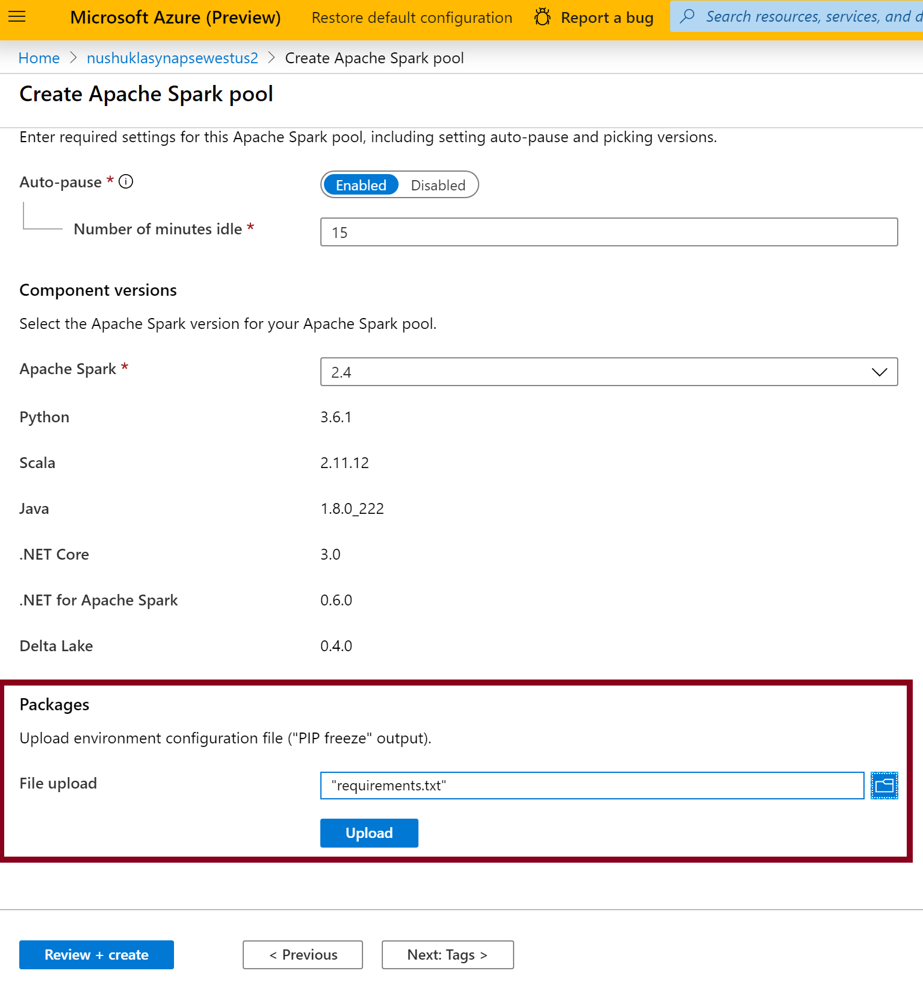 Microsoft Azure (Preview) Restore default configuration Report a bug Search resources, services, and d
Home > nushuklasynapsewestus2 > Create Apache Spark pool
Create Apache Spark pool
Enter required settings for this Apache Spark pool, including setting auto-pause and picking versions.
Auto-pause * Enabled Disabled
Number of minutes idle * 15
Component versions
Select the Apache Spark version for your Apache Spark pool.
Apache Spark * 2.4
Python 3.6.1
Scala 2.11.12
Java 1.8.0_222
.NET Core 3.0
.NET for Apache Spark 0.6.0
Delta Lake 0.4.0
Packages
Upload environment configuration file ("PIP freeze" output).
File upload "requirements.txt"
Upload
Review + create < Previous Next: Tags >